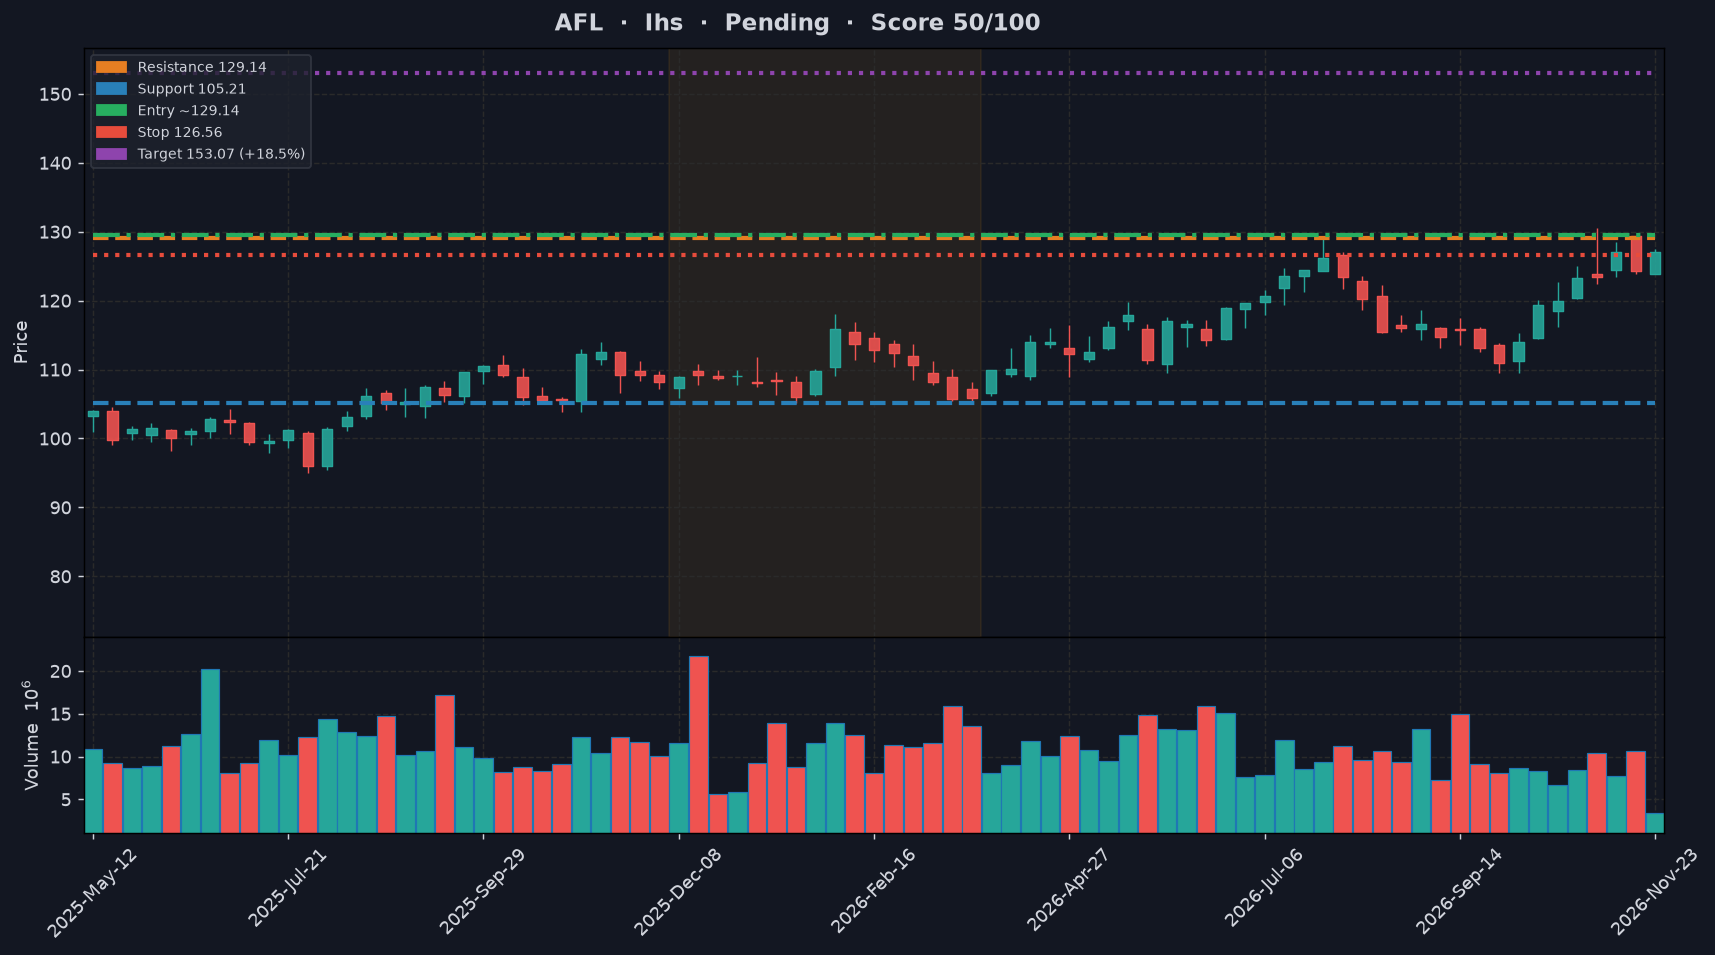 AFL · Ihs · Pending · Score 50/100
Resistance 129.14
Support 105.21
Entry ~129.14
Stop 126.56
Target 153.07 (+18.5%)
Price
150
140
130
120
110
100
90
80
Volume 10⁶
20
15
10
5
2025-May-12
2025-Jul-21
2025-Sep-29
2025-Dec-08
2026-Feb-16
2026-Apr-27
2026-Jul-06
2026-Sep-14
2026-Nov-23